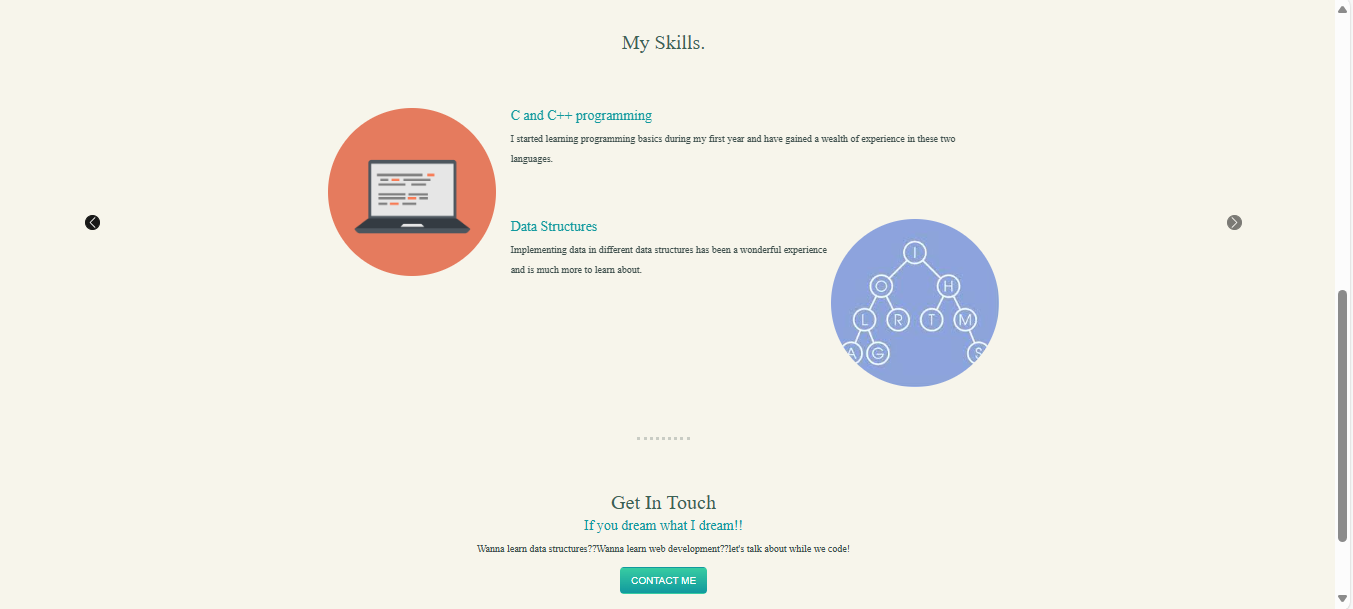 My Skills.
C and C++ programming
I started learning programming basics during my first year and have gained a wealth of experience in these two
languages.
Data Structures
Implementing data in different data structures has been a wonderful experience
and is much more to learn about.
I
O H
L R T M
A G S
Get In Touch
If you dream what I dream!!
Wanna learn data structures??Wanna learn web development??let's talk about while we code!
CONTACT ME